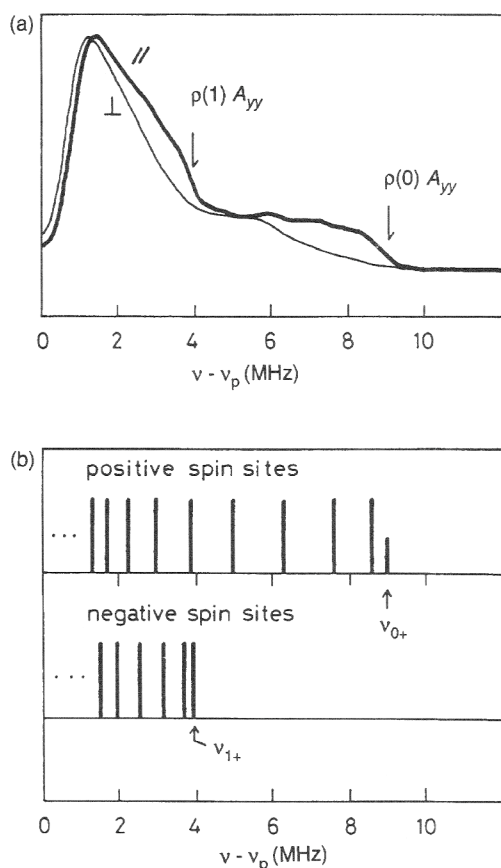 (a)
//
⊥
ρ(1) A_yy
ρ(0) A_yy
0 2 4 6 8 10
ν - ν_p (MHz)
(b)
positive spin sites
. . .
ν_0+
negative spin sites
. . .
ν_1+
0 2 4 6 8 10
ν - ν_p (MHz)